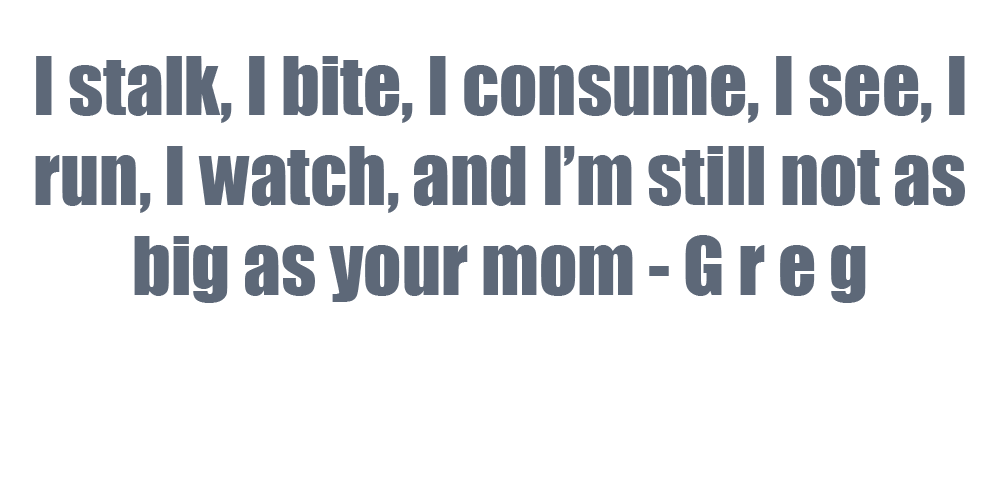 I stalk, I bite, I consume, I see, I
run, I watch, and I’m still not as
big as your mom - G r e g